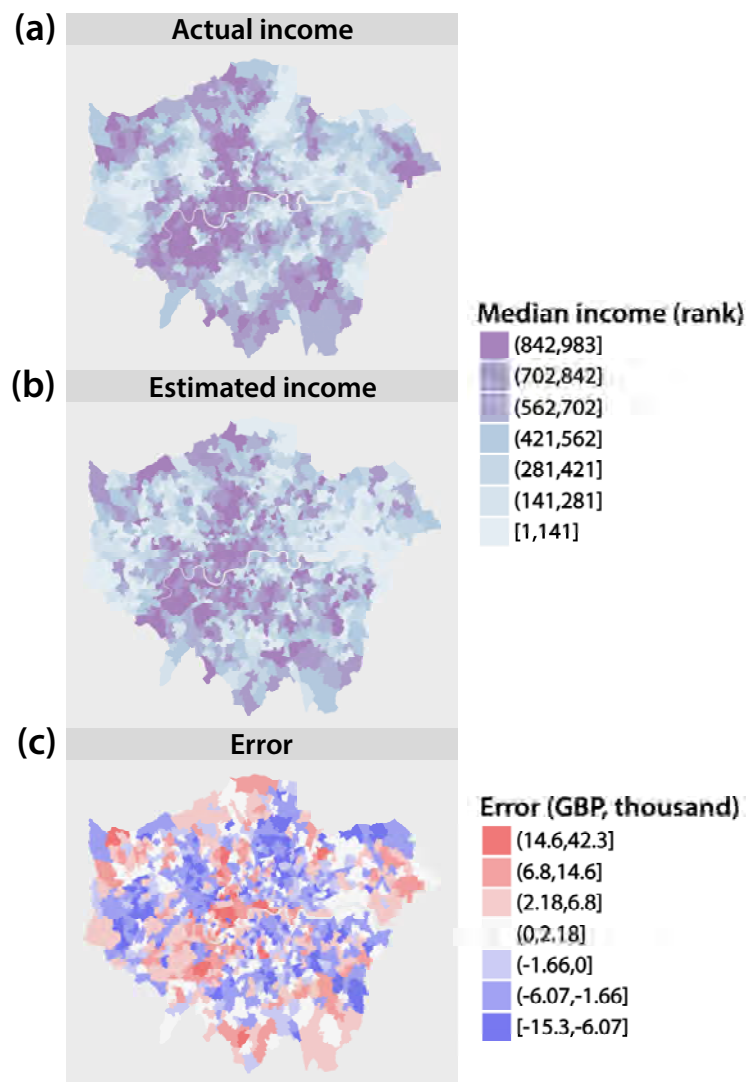 (a)
Actual income
Median income (rank)
(842,983]
(702,842]
(562,702]
(421,562]
(281,421]
(141,281]
[1,141]
(b)
Estimated income
(c)
Error
Error (GBP, thousand)
(14.6,42.3]
(6.8,14.6]
(2.18,6.8]
(0,2.18]
(-1.66,0]
(-6.07,-1.66]
[-15.3,-6.07]